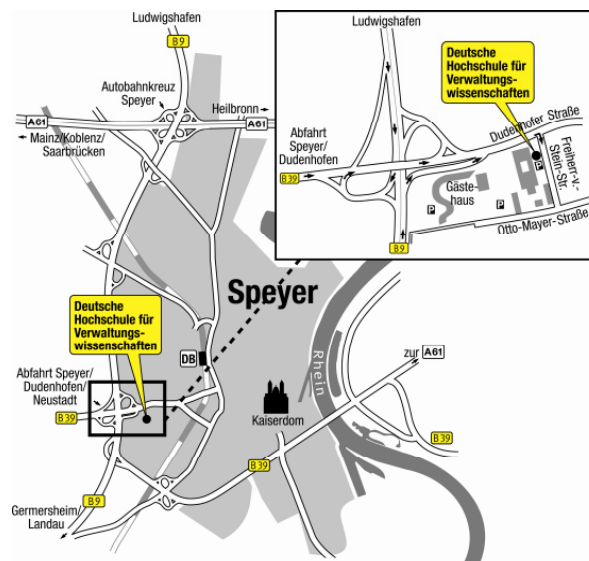 Ludwigshafen
B9
Autobahnkreuz
Speyer
Heilbronn
A61
A61
Mainz/Koblenz/
Saarbrücken
Ludwigshafen
Deutsche
Hochschule für
Verwaltungs-
wissenschaften
Dudenhofer Straße
Abfahrt
Speyer/
Dudenhofen
B39
Freiherr-v.-
Stein-Str.
P
Gäste-
haus
P
P
Otto-Mayer-Straße
B9
Speyer
Deutsche
Hochschule für
Verwaltungs-
wissenschaften
DB
Rhein
zur A61
Abfahrt Speyer/
Dudenhofen/
Neustadt
B39
Kaiserdom
B39
B39
B9
Germersheim/
Landau